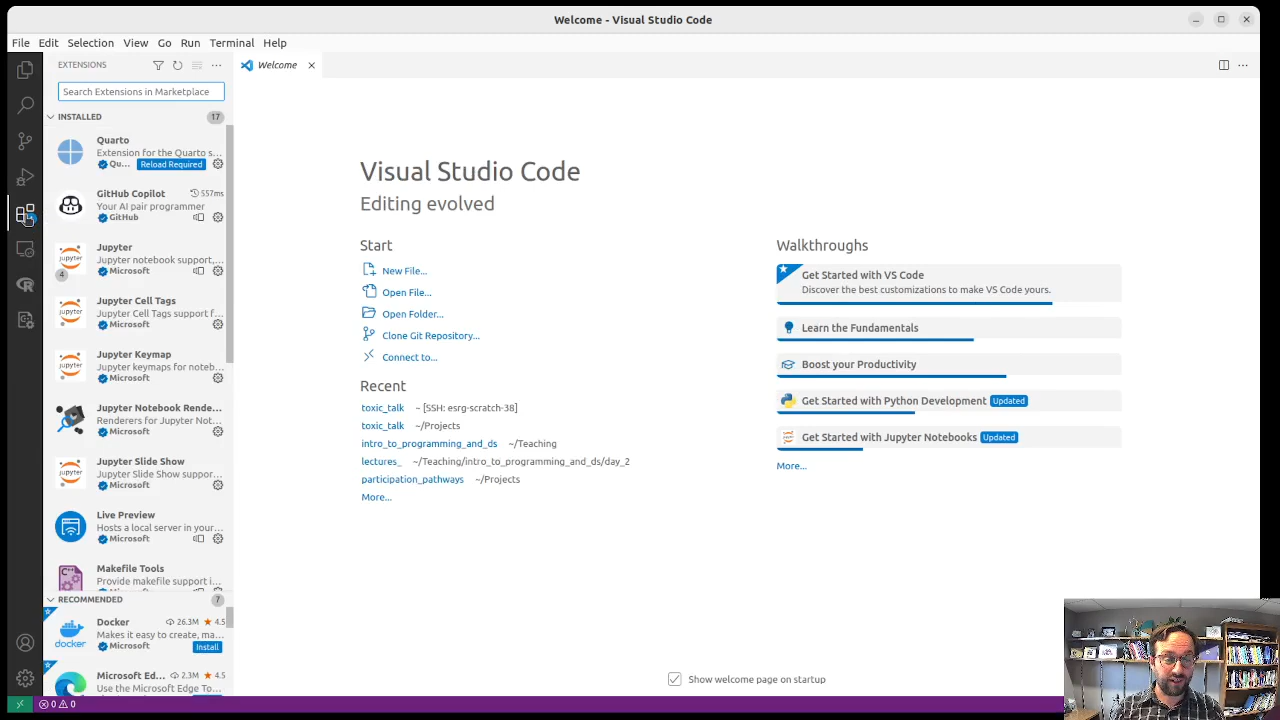 Welcome - Visual Studio Code
File Edit Selection View Go Run Terminal Help
EXTENSIONS
Welcome
Search Extensions in Marketplace
INSTALLED 17
Quarto
Extension for the Quarto s...
Qu... Reload Required
GitHub Copilot 557ms
Your AI pair programmer
GitHub
Jupyter
Jupyter notebook support,...
Microsoft
4
Jupyter Cell Tags
Jupyter Cell Tags support f...
Microsoft
Jupyter Keymap
Jupyter keymaps for noteb...
Microsoft
Jupyter Notebook Rende...
Renderers for Jupyter Not...
Microsoft
Jupyter Slide Show
Jupyter Slide Show suppor...
Microsoft
Live Preview
Hosts a local server in your...
Microsoft
Makefile Tools
Provide makefile support i...
Microsoft
RECOMMENDED 7
Docker 26.3M 4.5
Makes it easy to create, ma...
Microsoft Install
Microsoft Ed... 2.3M 4.5
Use the Microsoft Edge To...
Visual Studio Code
Editing evolved
Start
New File...
Open File...
Open Folder...
Clone Git Repository...
Connect to...
Recent
toxic_talk ~ [SSH: esrg-scratch-38]
toxic_talk ~/Projects
intro_to_programming_and_ds ~/Teaching
lectures_ ~/Teaching/intro_to_programming_and_ds/day_2
participation_pathways ~/Projects
More...
Walkthroughs
Get Started with VS Code
Discover the best customizations to make VS Code yours.
Learn the Fundamentals
Boost your Productivity
Get Started with Python Development Updated
Get Started with Jupyter Notebooks Updated
More...
Show welcome page on startup
0 0